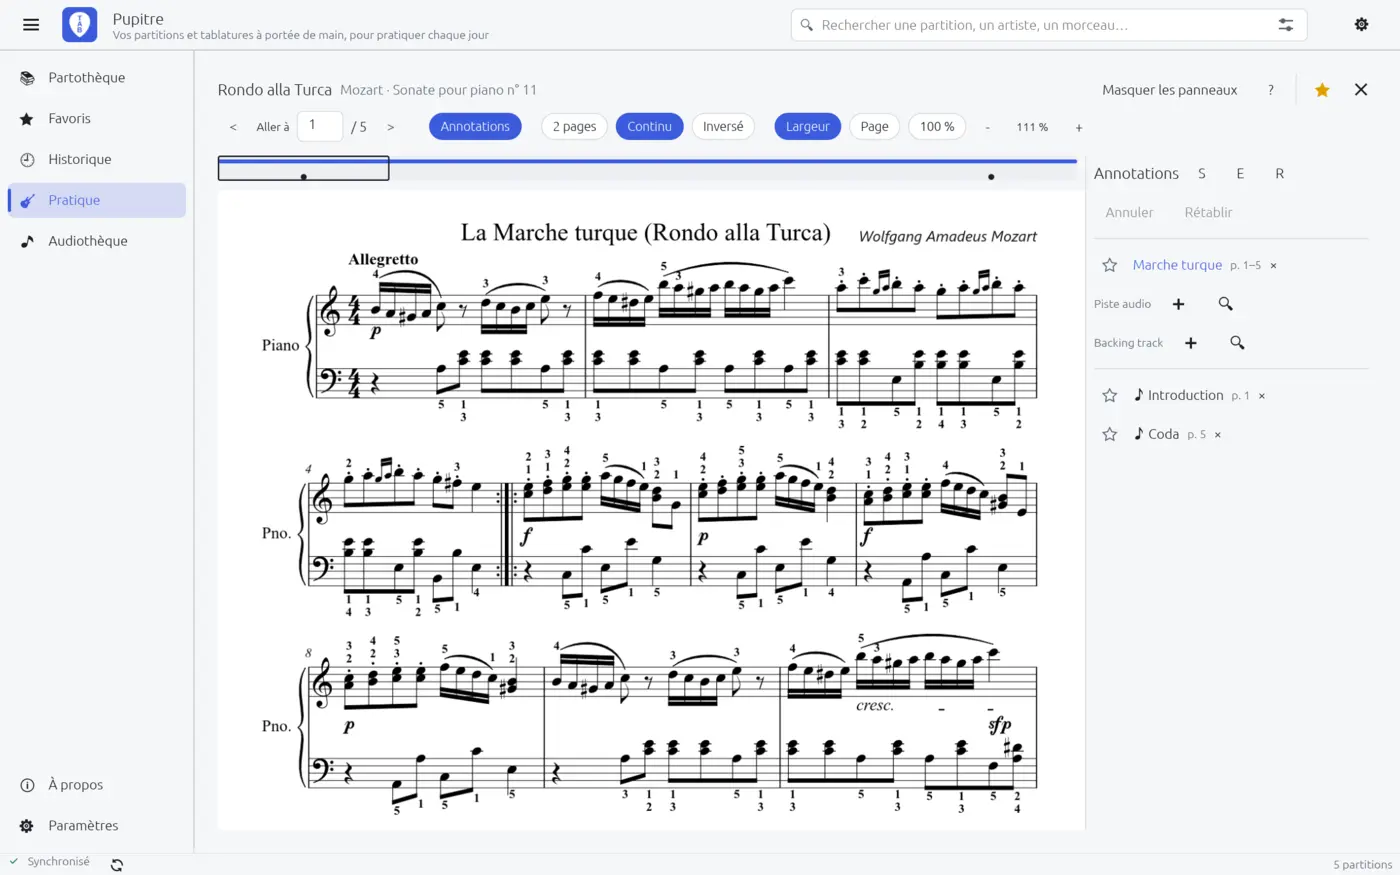 Pupitre
Vos partitions et tablatures à portée de main, pour pratiquer chaque jour
Rechercher une partition, un artiste, un morceau…
Partothèque
Favoris
Historique
Pratique
Audiothèque
À propos
Paramètres
Synchronisé
Rondo alla Turca Mozart · Sonate pour piano n° 11
Masquer les panneaux ?
< Aller à 1 / 5 > Annotations 2 pages Continu Inversé Largeur Page 100 % - 111 % +
La Marche turque (Rondo alla Turca) Wolfgang Amadeus Mozart
Allegretto
Piano
p
4
Pno.
f p f
8
Pno.
p
cresc.
sfp
Annotations S E R
Annuler Rétablir
Marche turque p. 1–5 ×
Piste audio +
Backing track +
Introduction p. 1 ×
Coda p. 5 ×
5 partitions